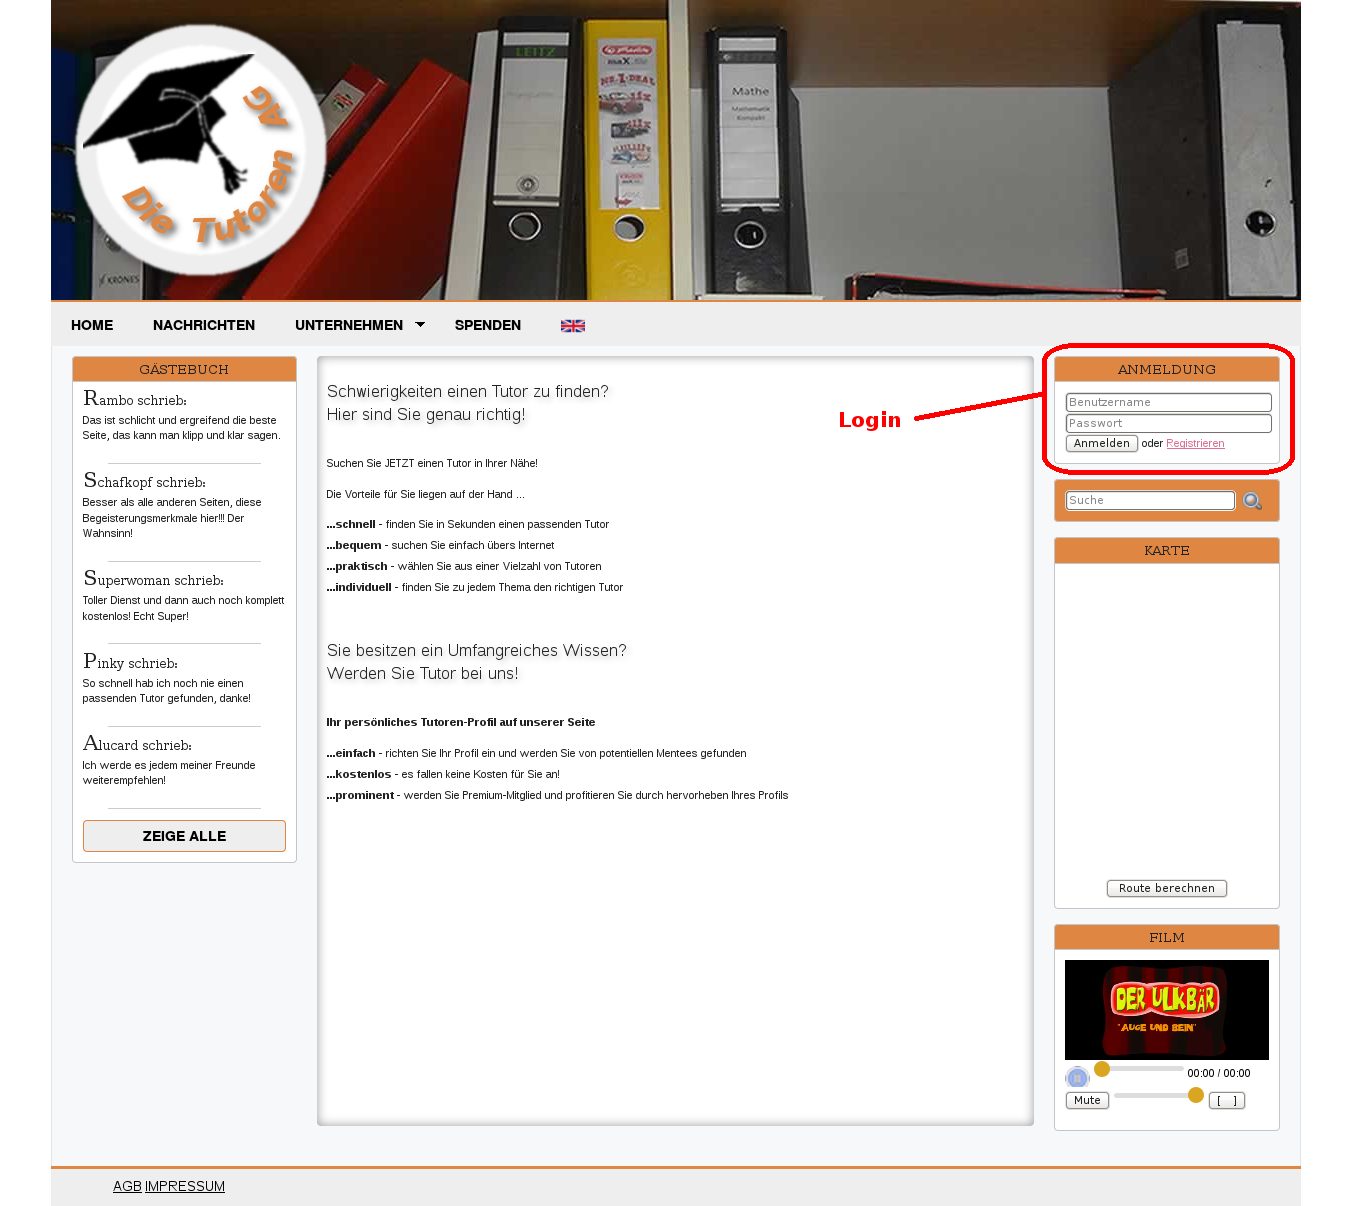 Die Tutoren AG
LEITZ
maX.file
Mathe
Mathematik
Kompakt
KRONES
HOME
NACHRICHTEN
UNTERNEHMEN
SPENDEN
GÄSTEBUCH
Rambo schrieb:
Das ist schlicht und ergreifend die beste
Seite, das kann man klipp und klar sagen.
Schafkopf schrieb:
Besser als alle anderen Seiten, diese
Begeisterungsmerkmale hier!!! Der
Wahnsinn!
Superwoman schrieb:
Toller Dienst und dann auch noch komplett
kostenlos! Echt Super!
Pinky schrieb:
So schnell hab ich noch nie einen
passenden Tutor gefunden, danke!
Alucard schrieb:
Ich werde es jedem meiner Freunde
weiterempfehlen!
ZEIGE ALLE
Schwierigkeiten einen Tutor zu finden?
Hier sind Sie genau richtig!
Suchen Sie JETZT einen Tutor in Ihrer Nähe!
Die Vorteile für Sie liegen auf der Hand ...
...schnell - finden Sie in Sekunden einen passenden Tutor
...bequem - suchen Sie einfach übers Internet
...praktisch - wählen Sie aus einer Vielzahl von Tutoren
...individuell - finden Sie zu jedem Thema den richtigen Tutor
Sie besitzen ein Umfangreiches Wissen?
Werden Sie Tutor bei uns!
Ihr persönliches Tutoren-Profil auf unserer Seite
...einfach - richten Sie Ihr Profil ein und werden Sie von potentiellen Mentees gefunden
...kostenlos - es fallen keine Kosten für Sie an!
...prominent - werden Sie Premium-Mitglied und profitieren Sie durch hervorheben Ihres Profils
Login
ANMELDUNG
Benutzername
Passwort
Anmelden oder Registrieren
Suche
KARTE
Route berechnen
FILM
DER ULKBÄR
"AUGE UND BEIN"
00:00 / 00:00
Mute
[ ]
AGB IMPRESSUM